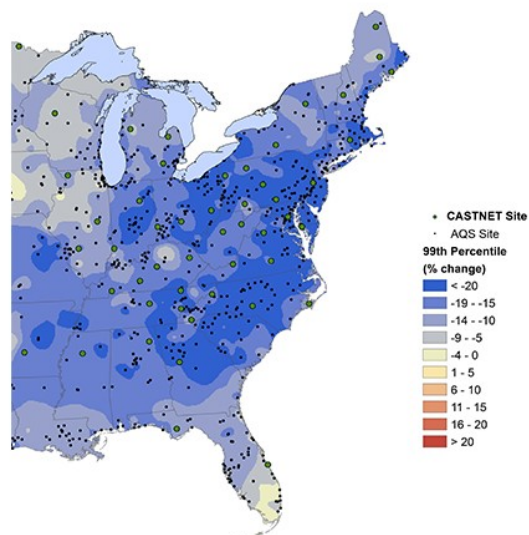 CASTNET Site
AQS Site
99th Percentile
(% change)
< -20
-19 - -15
-14 - -10
-9 - -5
-4 - 0
1 - 5
6 - 10
11 - 15
16 - 20
> 20